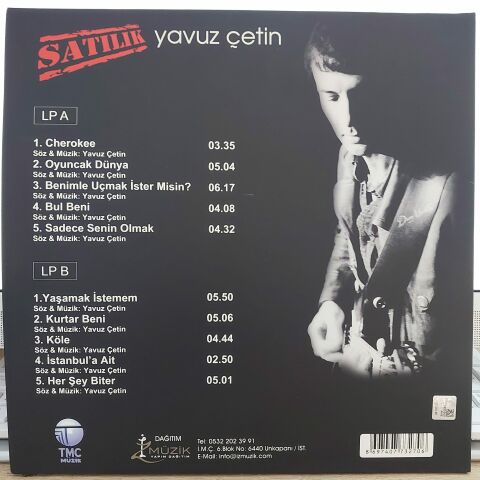 SATILIK yavuz çetin
LP A
1. Cherokee 03.35
Söz & Müzik: Yavuz Çetin
2. Oyuncak Dünya 05.04
Söz & Müzik: Yavuz Çetin
3. Benimle Uçmak İster Misin? 06.17
Söz & Müzik: Yavuz Çetin
4. Bul Beni 04.08
Söz & Müzik: Yavuz Çetin
5. Sadece Senin Olmak 04.32
Söz & Müzik: Yavuz Çetin
LP B
1.Yaşamak İstemem 05.50
Söz & Müzik: Yavuz Çetin
2. Kurtar Beni 05.06
Söz & Müzik: Yavuz Çetin
3. Köle 04.44
Söz & Müzik: Yavuz Çetin
4. İstanbul'a Ait 02.50
Söz & Müzik: Yavuz Çetin
5. Her Şey Biter 05.01
Söz & Müzik: Yavuz Çetin
TMC
MÜZİK
DAĞITIM
MÜZİK
YAPIM DAĞITIM
Tel: 0532 202 39 91
İ.M.Ç. 6.Blok No: 6440 Unkapanı / İST.
E-Mail: info@izmuzik.com